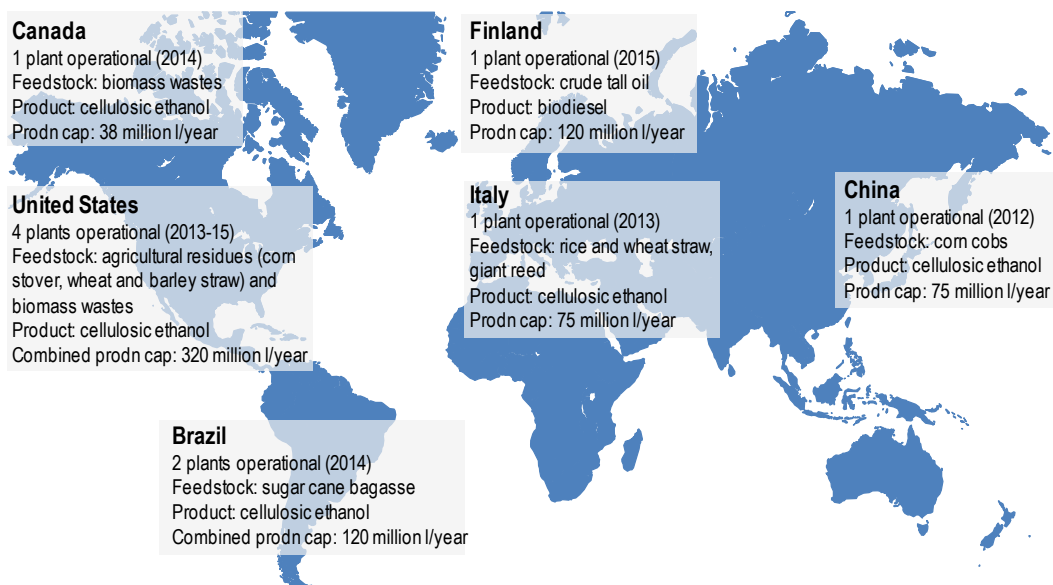 Canada
1 plant operational (2014)
Feedstock: biomass wastes
Product: cellulosic ethanol
Prodn cap: 38 million l/year
Finland
1 plant operational (2015)
Feedstock: crude tall oil
Product: biodiesel
Prodn cap: 120 million l/year
United States
4 plants operational (2013-15)
Feedstock: agricultural residues (corn
stover, wheat and barley straw) and
biomass wastes
Product: cellulosic ethanol
Combined prodn cap: 320 million l/year
Italy
1 plant operational (2013)
Feedstock: rice and wheat straw,
giant reed
Product: cellulosic ethanol
Prodn cap: 75 million l/year
China
1 plant operational (2012)
Feedstock: corn cobs
Product: cellulosic ethanol
Prodn cap: 75 million l/year
Brazil
2 plants operational (2014)
Feedstock: sugar cane bagasse
Product: cellulosic ethanol
Combined prodn cap: 120 million l/year